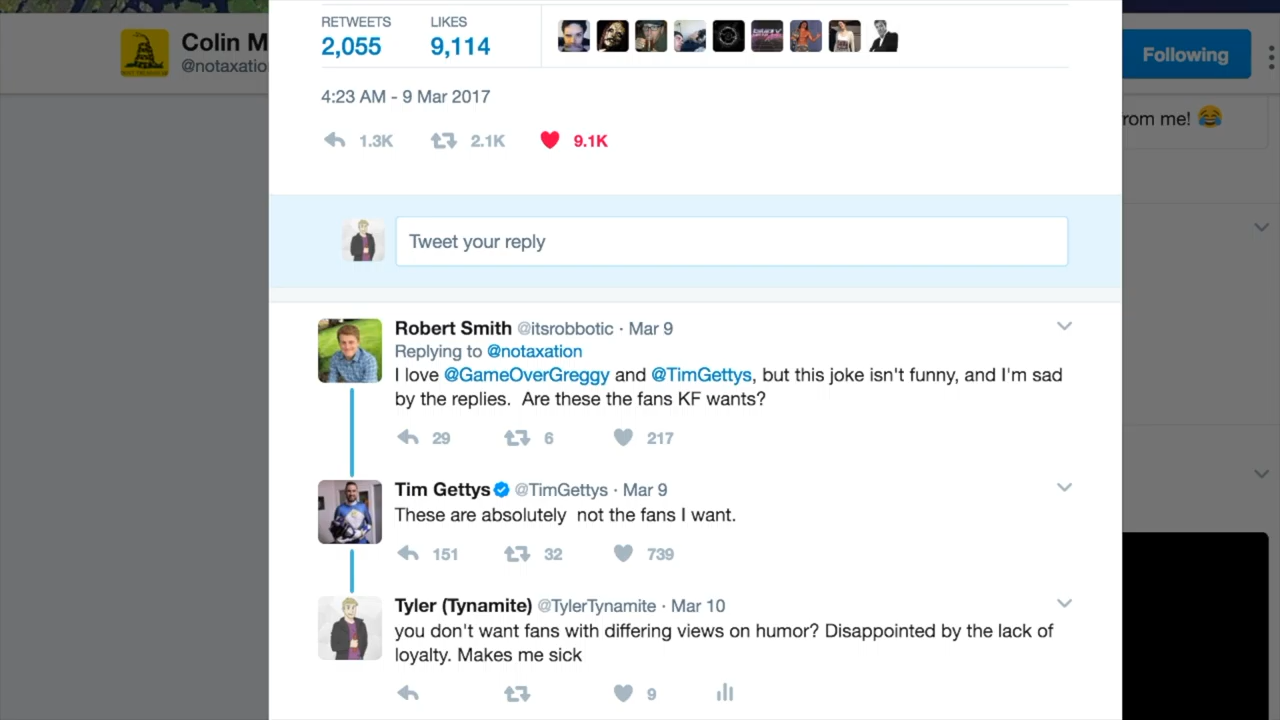 RETWEETS LIKES
2,055 9,114
Colin M
@notaxatio
Following
4:23 AM - 9 Mar 2017
1.3K 2.1K 9.1K
rom me! 😂
Tweet your reply
Robert Smith @itsrobbotic · Mar 9
Replying to @notaxation
I love @GameOverGreggy and @TimGettys, but this joke isn't funny, and I'm sad
by the replies. Are these the fans KF wants?
29 6 217
Tim Gettys @TimGettys · Mar 9
These are absolutely not the fans I want.
151 32 739
Tyler (Tynamite) @TylerTynamite · Mar 10
you don't want fans with differing views on humor? Disappointed by the lack of
loyalty. Makes me sick
9